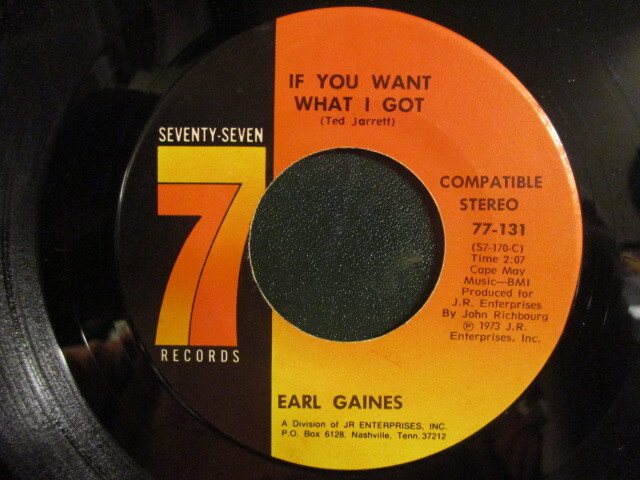 IF YOU WANT
WHAT I GOT
(Ted Jarrett)
SEVENTY-SEVEN
7
7
RECORDS
COMPATIBLE
STEREO
77-131
(S7-170-C)
Time 2:07
Cape May
Music—BMI
Produced for
J.R. Enterprises
By John Richbourg
℗ 1973 J.R.
Enterprises, Inc.
EARL GAINES
A Division of JR ENTERPRISES, INC.
P.O. Box 6128, Nashville, Tenn. 37212